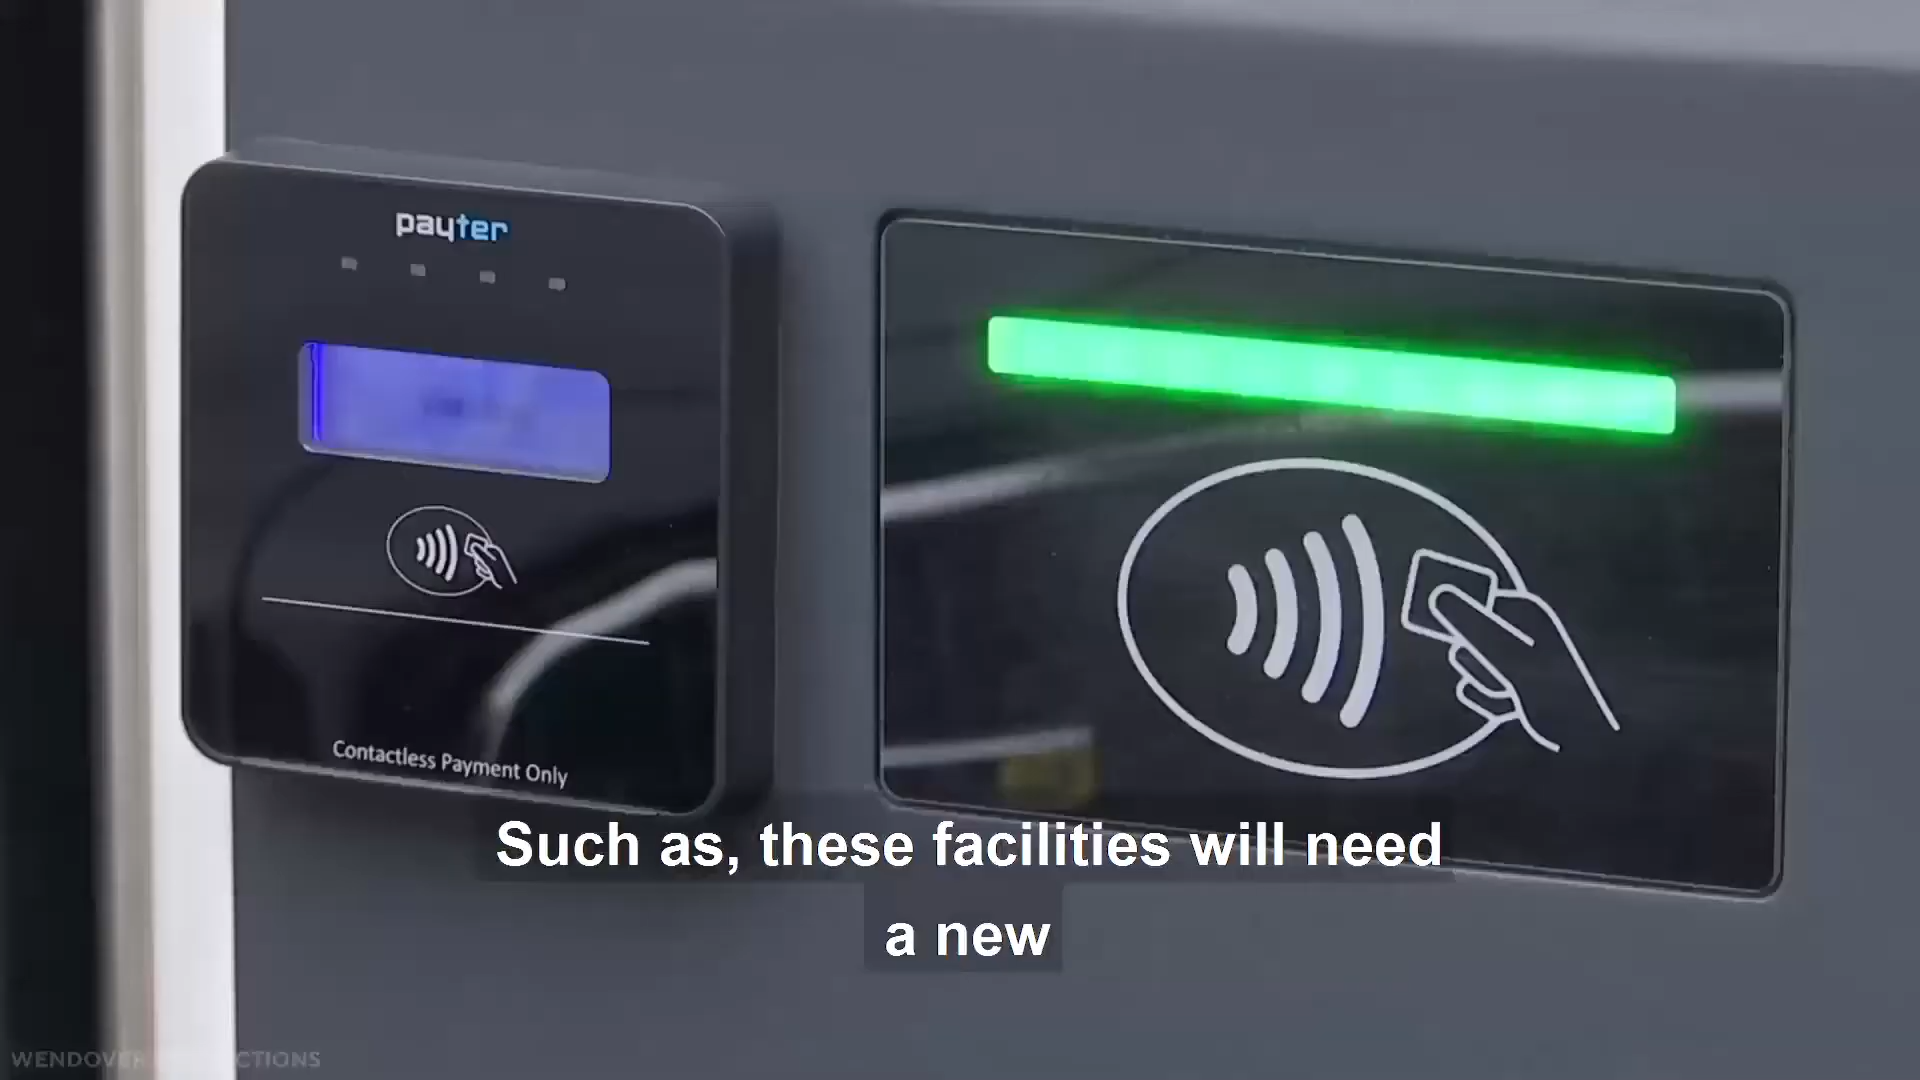 payter
Contactless Payment Only
Such as, these facilities will need
a new